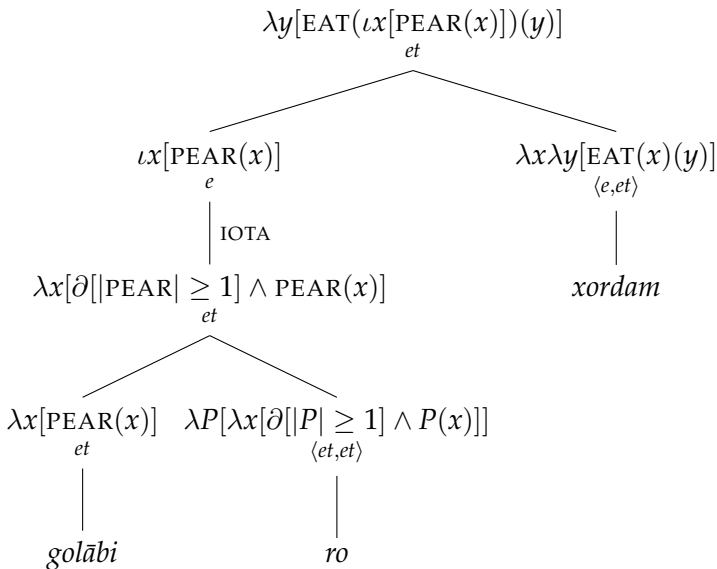 λy[EAT(ιx[PEAR(x)])(y)]
et
ιx[PEAR(x)] λxλy[EAT(x)(y)]
e ⟨e,et⟩
IOTA
λx[∂[|PEAR| ≥ 1] ∧ PEAR(x)] xordam
et
λx[PEAR(x)] λP[λx[∂[|P| ≥ 1] ∧ P(x)]]
et ⟨et,et⟩
golābi ro